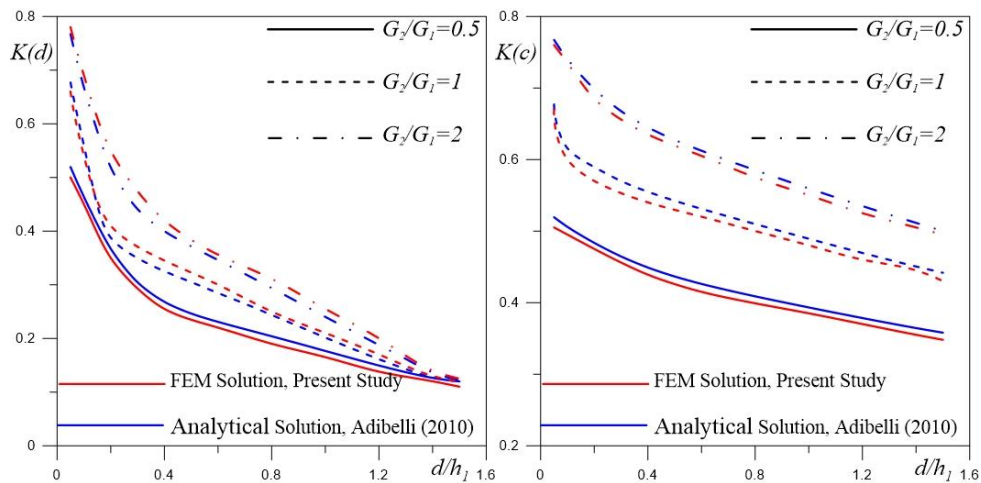 0.8
K(d)
0.6
0.4
0.2
0
0
0.4
0.8
1.2
1.6
d/h₁
G₂/G₁=0.5
G₂/G₁=1
G₂/G₁=2
FEM Solution, Present Study
Analytical Solution, Adibelli (2010)
0.8
K(c)
0.6
0.4
0.2
0
0.4
0.8
1.2
1.6
d/h₁
G₂/G₁=0.5
G₂/G₁=1
G₂/G₁=2
FEM Solution, Present Study
Analytical Solution, Adibelli (2010)